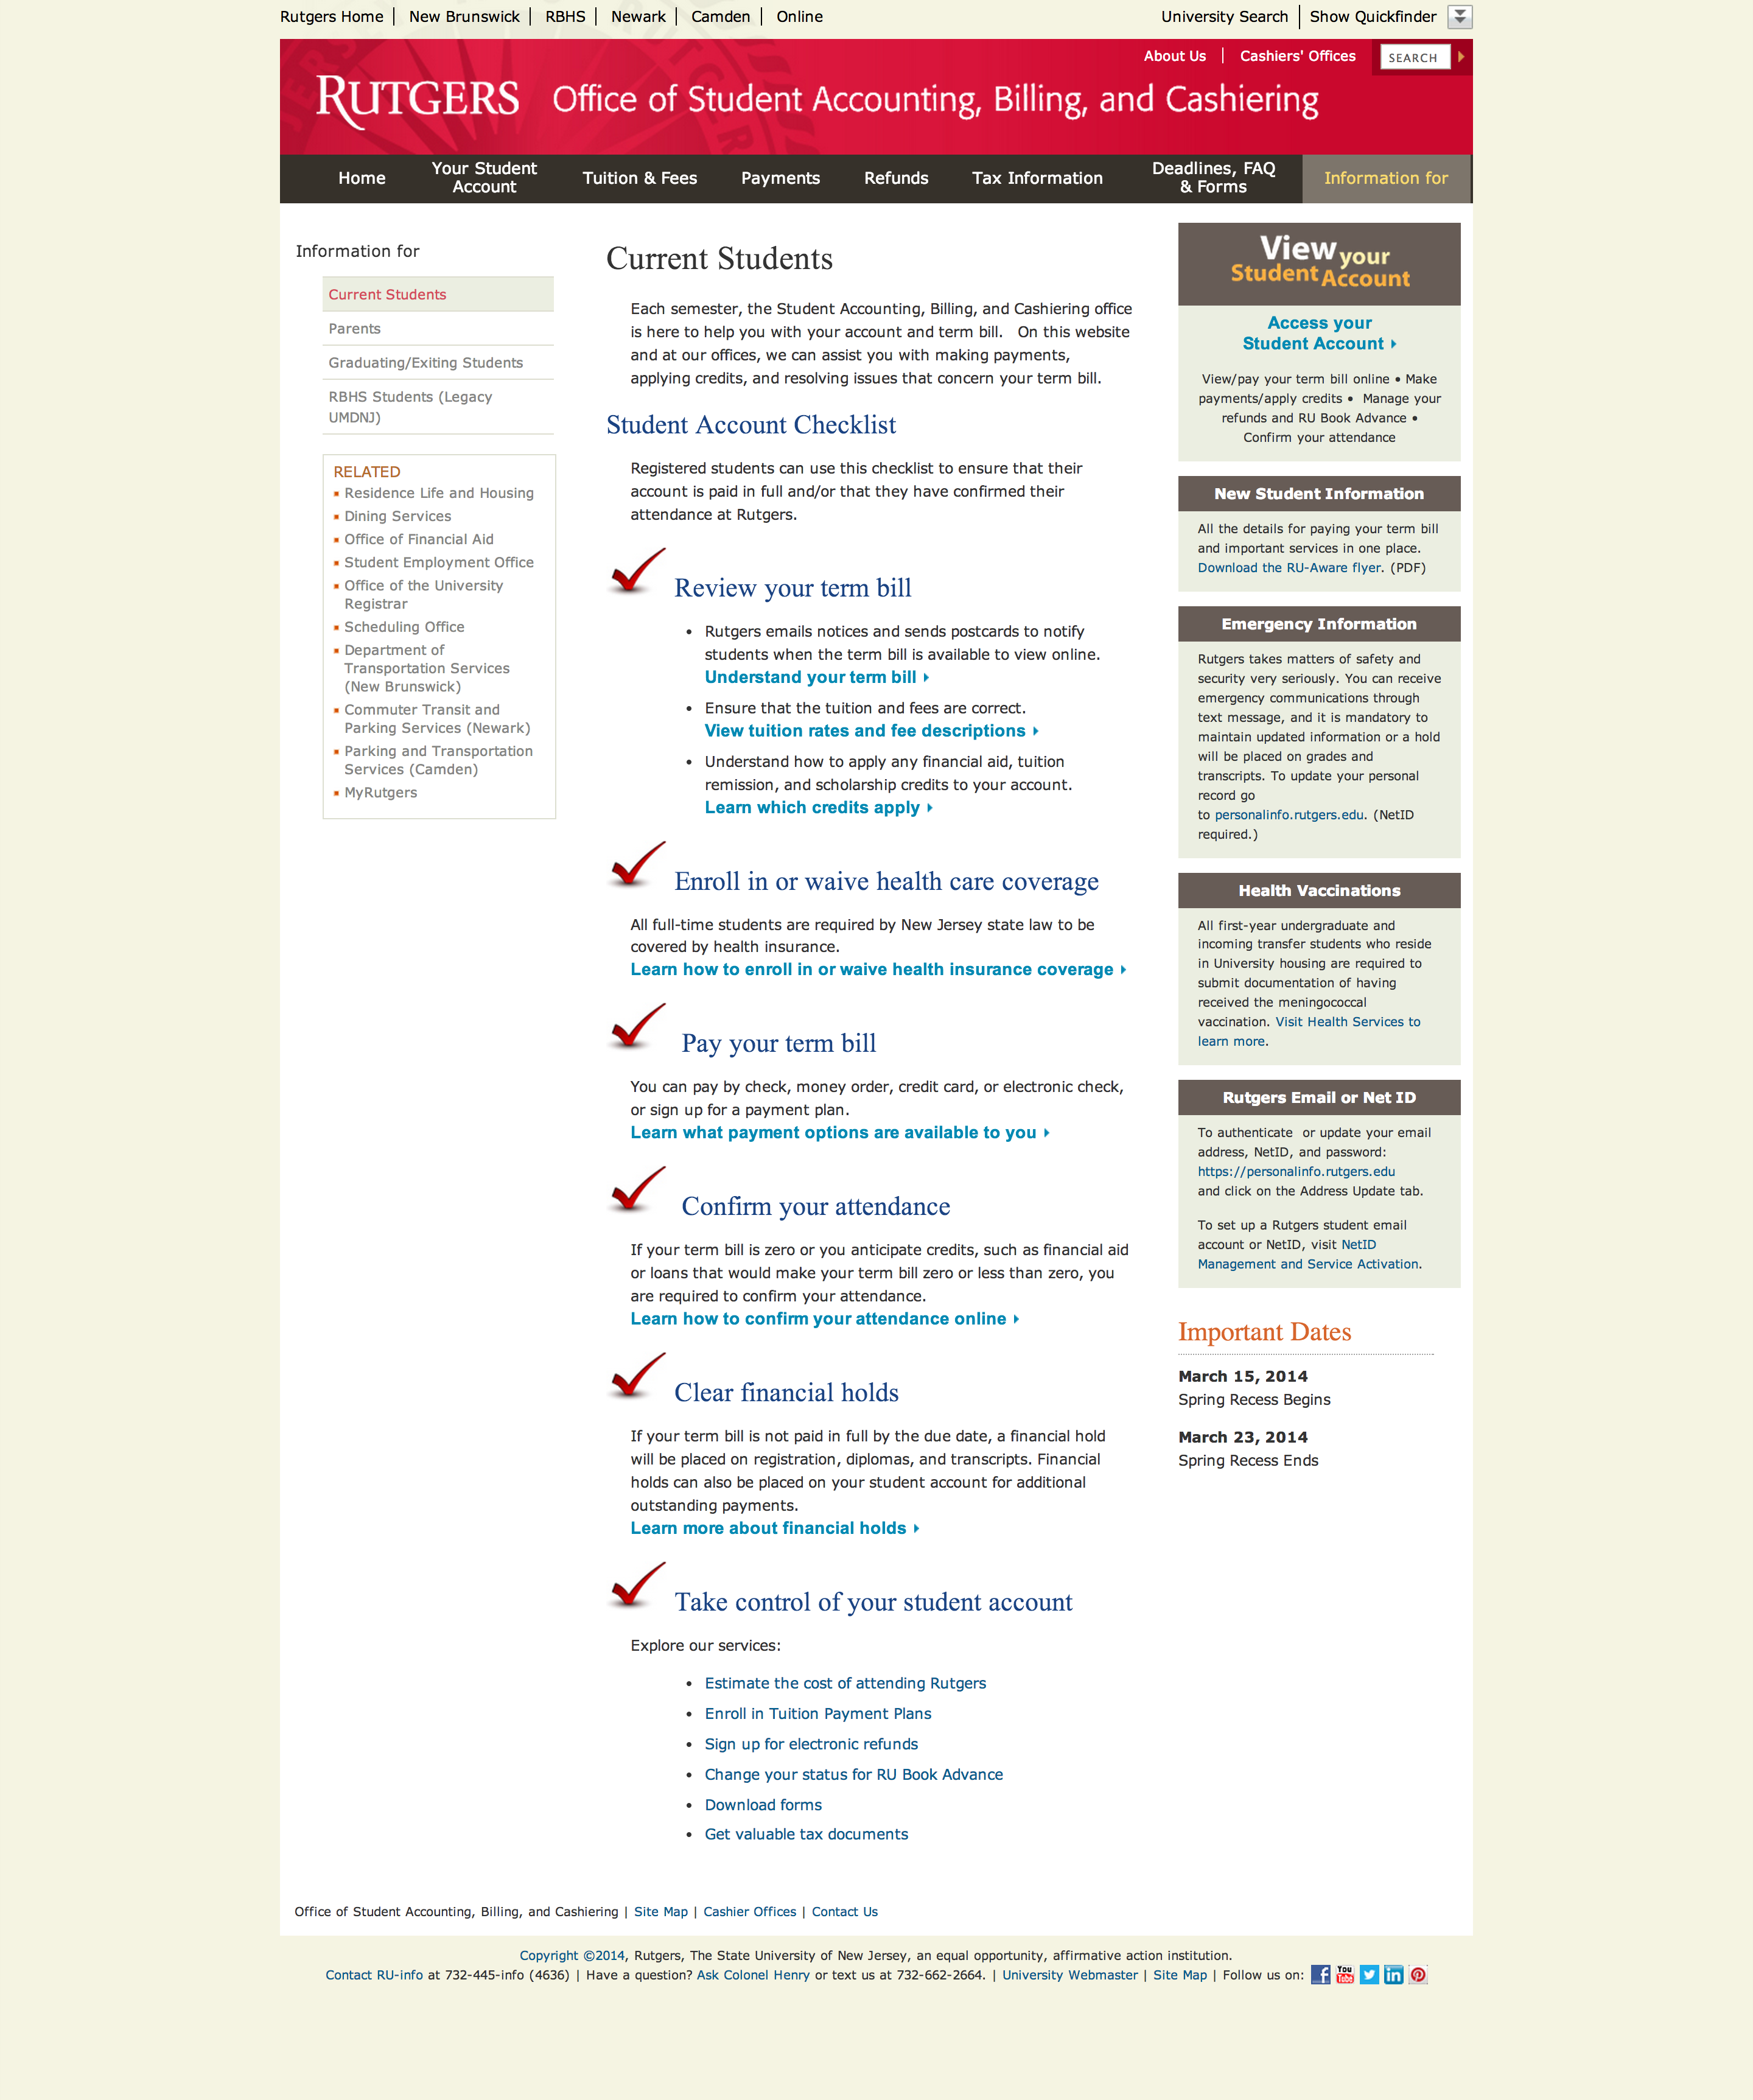 Rutgers Home | New Brunswick | RBHS | Newark | Camden | Online
University Search | Show Quickfinder
About Us | Cashiers' Offices
SEARCH
RUTGERS Office of Student Accounting, Billing, and Cashiering
Home
Your Student
Account
Tuition & Fees
Payments
Refunds
Tax Information
Deadlines, FAQ
& Forms
Information for
Information for
Current Students
Parents
Graduating/Exiting Students
RBHS Students (Legacy
UMDNJ)
RELATED
Residence Life and Housing
Dining Services
Office of Financial Aid
Student Employment Office
Office of the University
Registrar
Scheduling Office
Department of
Transportation Services
(New Brunswick)
Commuter Transit and
Parking Services (Newark)
Parking and Transportation
Services (Camden)
MyRutgers
Current Students
Each semester, the Student Accounting, Billing, and Cashiering office
is here to help you with your account and term bill.   On this website
and at our offices, we can assist you with making payments,
applying credits, and resolving issues that concern your term bill.
Student Account Checklist
Registered students can use this checklist to ensure that their
account is paid in full and/or that they have confirmed their
attendance at Rutgers.
Review your term bill
• Rutgers emails notices and sends postcards to notify
students when the term bill is available to view online.
Understand your term bill
• Ensure that the tuition and fees are correct.
View tuition rates and fee descriptions
• Understand how to apply any financial aid, tuition
remission, and scholarship credits to your account.
Learn which credits apply
Enroll in or waive health care coverage
All full-time students are required by New Jersey state law to be
covered by health insurance.
Learn how to enroll in or waive health insurance coverage
Pay your term bill
You can pay by check, money order, credit card, or electronic check,
or sign up for a payment plan.
Learn what payment options are available to you
Confirm your attendance
If your term bill is zero or you anticipate credits, such as financial aid
or loans that would make your term bill zero or less than zero, you
are required to confirm your attendance.
Learn how to confirm your attendance online
Clear financial holds
If your term bill is not paid in full by the due date, a financial hold
will be placed on registration, diplomas, and transcripts. Financial
holds can also be placed on your student account for additional
outstanding payments.
Learn more about financial holds
Take control of your student account
Explore our services:
• Estimate the cost of attending Rutgers
• Enroll in Tuition Payment Plans
• Sign up for electronic refunds
• Change your status for RU Book Advance
• Download forms
• Get valuable tax documents
View your
Student Account
Access your
Student Account
View/pay your term bill online • Make
payments/apply credits •  Manage your
refunds and RU Book Advance •
Confirm your attendance
New Student Information
All the details for paying your term bill
and important services in one place.
Download the RU-Aware flyer. (PDF)
Emergency Information
Rutgers takes matters of safety and
security very seriously. You can receive
emergency communications through
text message, and it is mandatory to
maintain updated information or a hold
will be placed on grades and
transcripts. To update your personal
record go
to personalinfo.rutgers.edu. (NetID
required.)
Health Vaccinations
All first-year undergraduate and
incoming transfer students who reside
in University housing are required to
submit documentation of having
received the meningococcal
vaccination. Visit Health Services to
learn more.
Rutgers Email or Net ID
To authenticate  or update your email
address, NetID, and password:
https://personalinfo.rutgers.edu
and click on the Address Update tab.
To set up a Rutgers student email
account or NetID, visit NetID
Management and Service Activation.
Important Dates
March 15, 2014
Spring Recess Begins
March 23, 2014
Spring Recess Ends
Office of Student Accounting, Billing, and Cashiering | Site Map | Cashier Offices | Contact Us
Copyright ©2014, Rutgers, The State University of New Jersey, an equal opportunity, affirmative action institution.
Contact RU-info at 732-445-info (4636) | Have a question? Ask Colonel Henry or text us at 732-662-2664. | University Webmaster | Site Map | Follow us on: f You Tube in